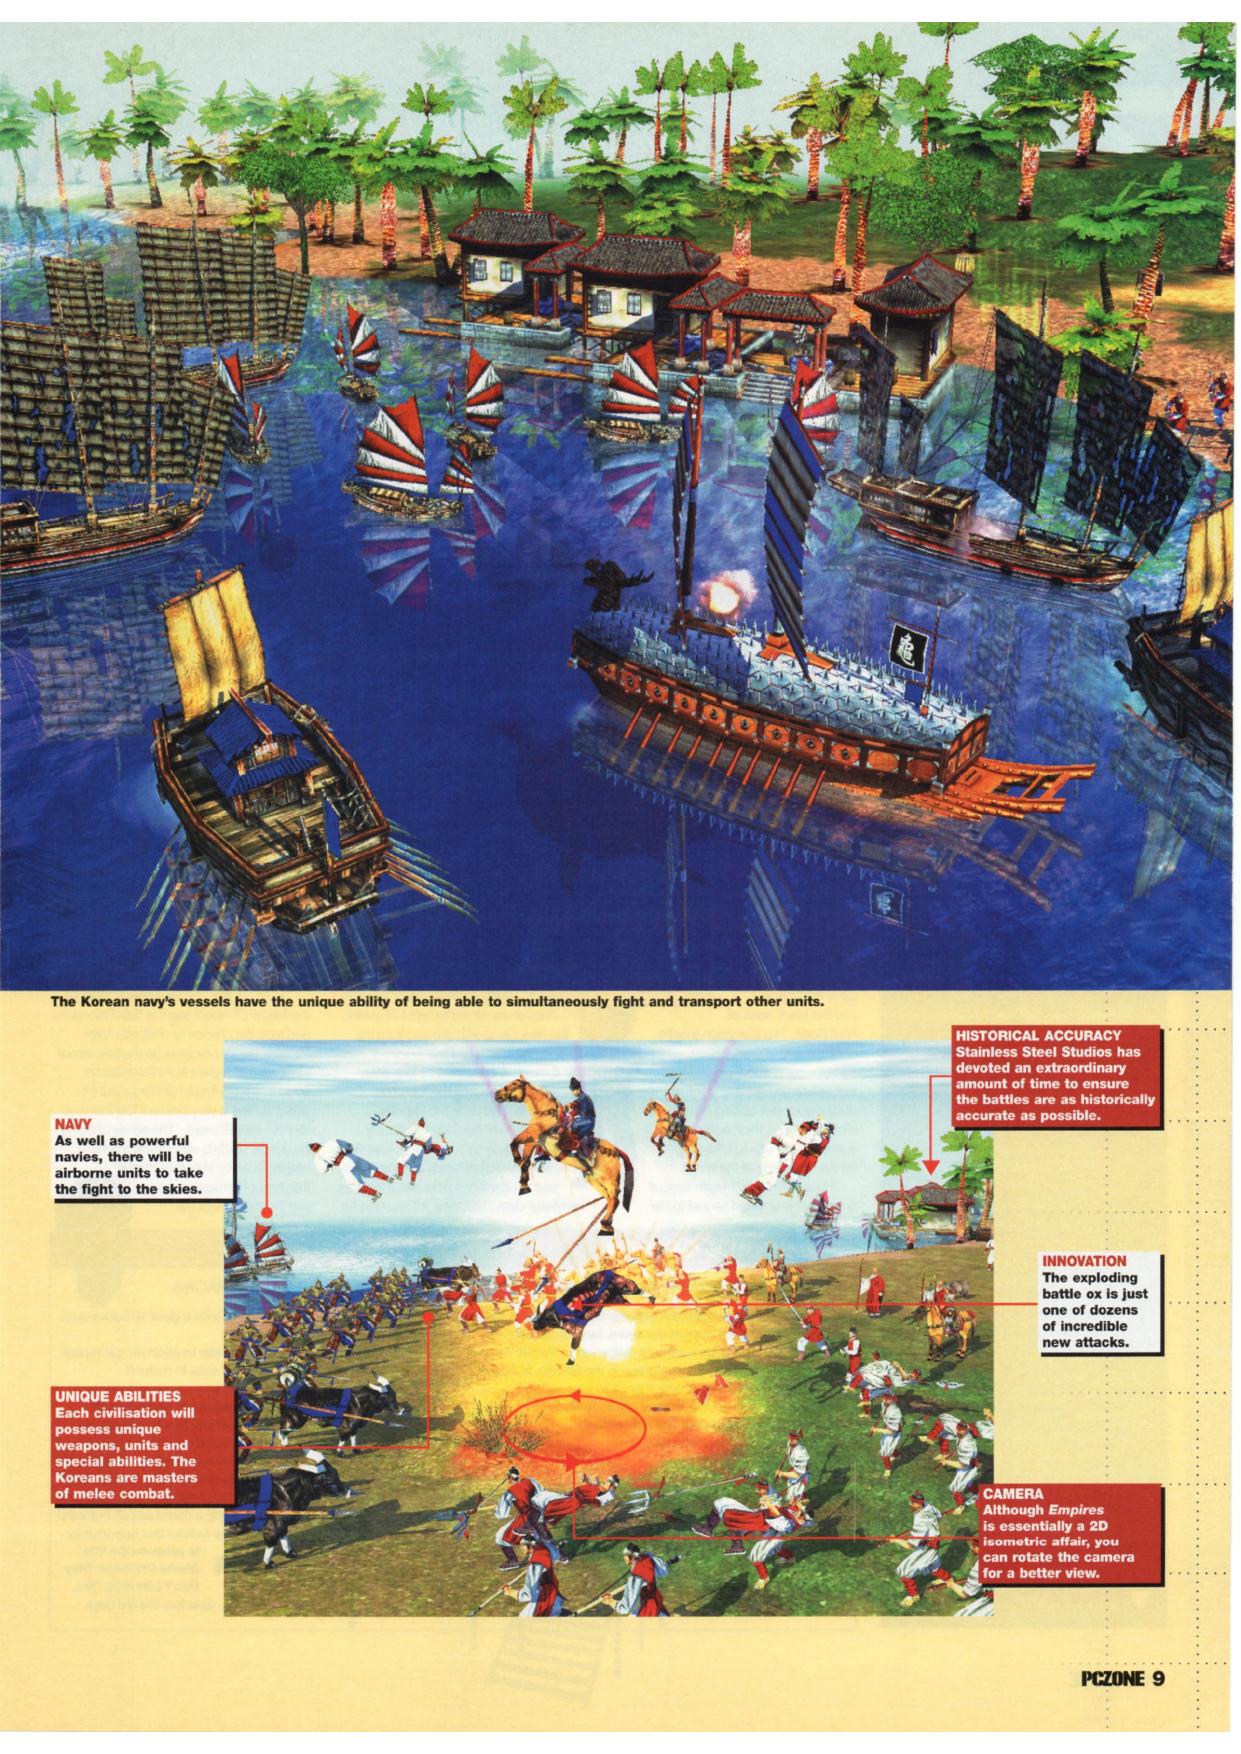 龜
The Korean navy's vessels have the unique ability of being able to simultaneously fight and transport other units.
HISTORICAL ACCURACY
Stainless Steel Studios has
devoted an extraordinary
amount of time to ensure
the battles are as historically
accurate as possible.
NAVY
As well as powerful
navies, there will be
airborne units to take
the fight to the skies.
INNOVATION
The exploding
battle ox is just
one of dozens
of incredible
new attacks.
UNIQUE ABILITIES
Each civilisation will
possess unique
weapons, units and
special abilities. The
Koreans are masters
of melee combat.
CAMERA
Although Empires
is essentially a 2D
isometric affair, you
can rotate the camera
for a better view.
PCZONE 9